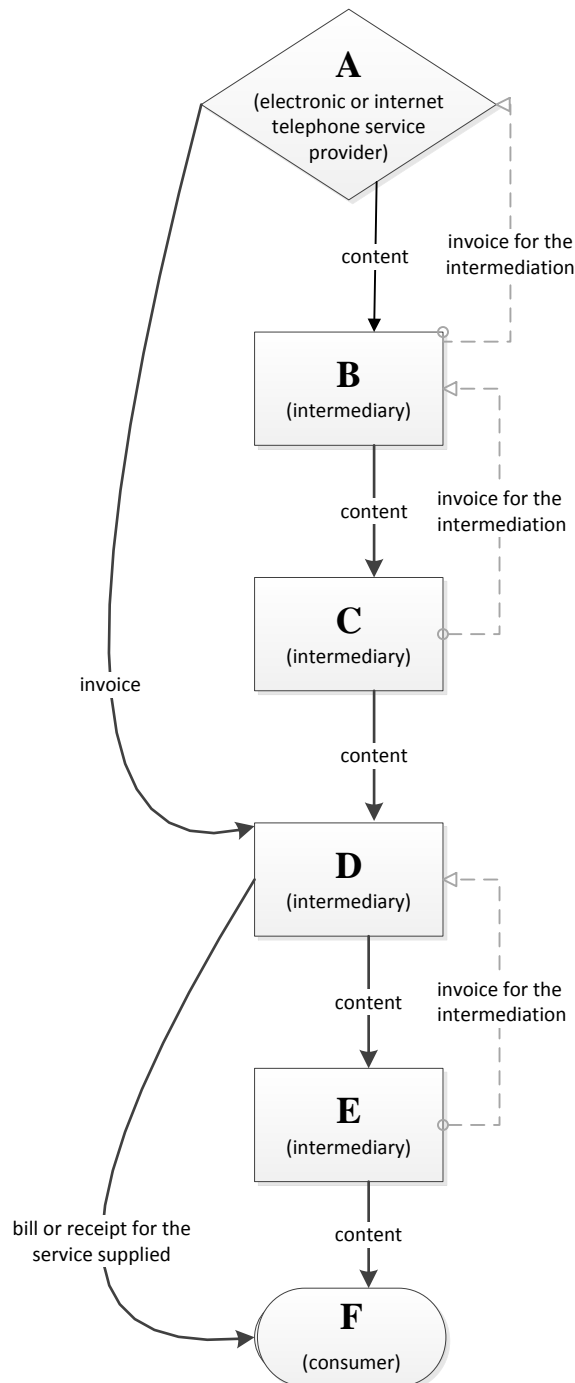 A
(electronic or internet
telephone service
provider)
content
invoice for the
intermediation
B
(intermediary)
content
invoice for the
intermediation
C
(intermediary)
invoice
content
D
(intermediary)
content
invoice for the
intermediation
E
(intermediary)
bill or receipt for the
service supplied
content
F
(consumer)